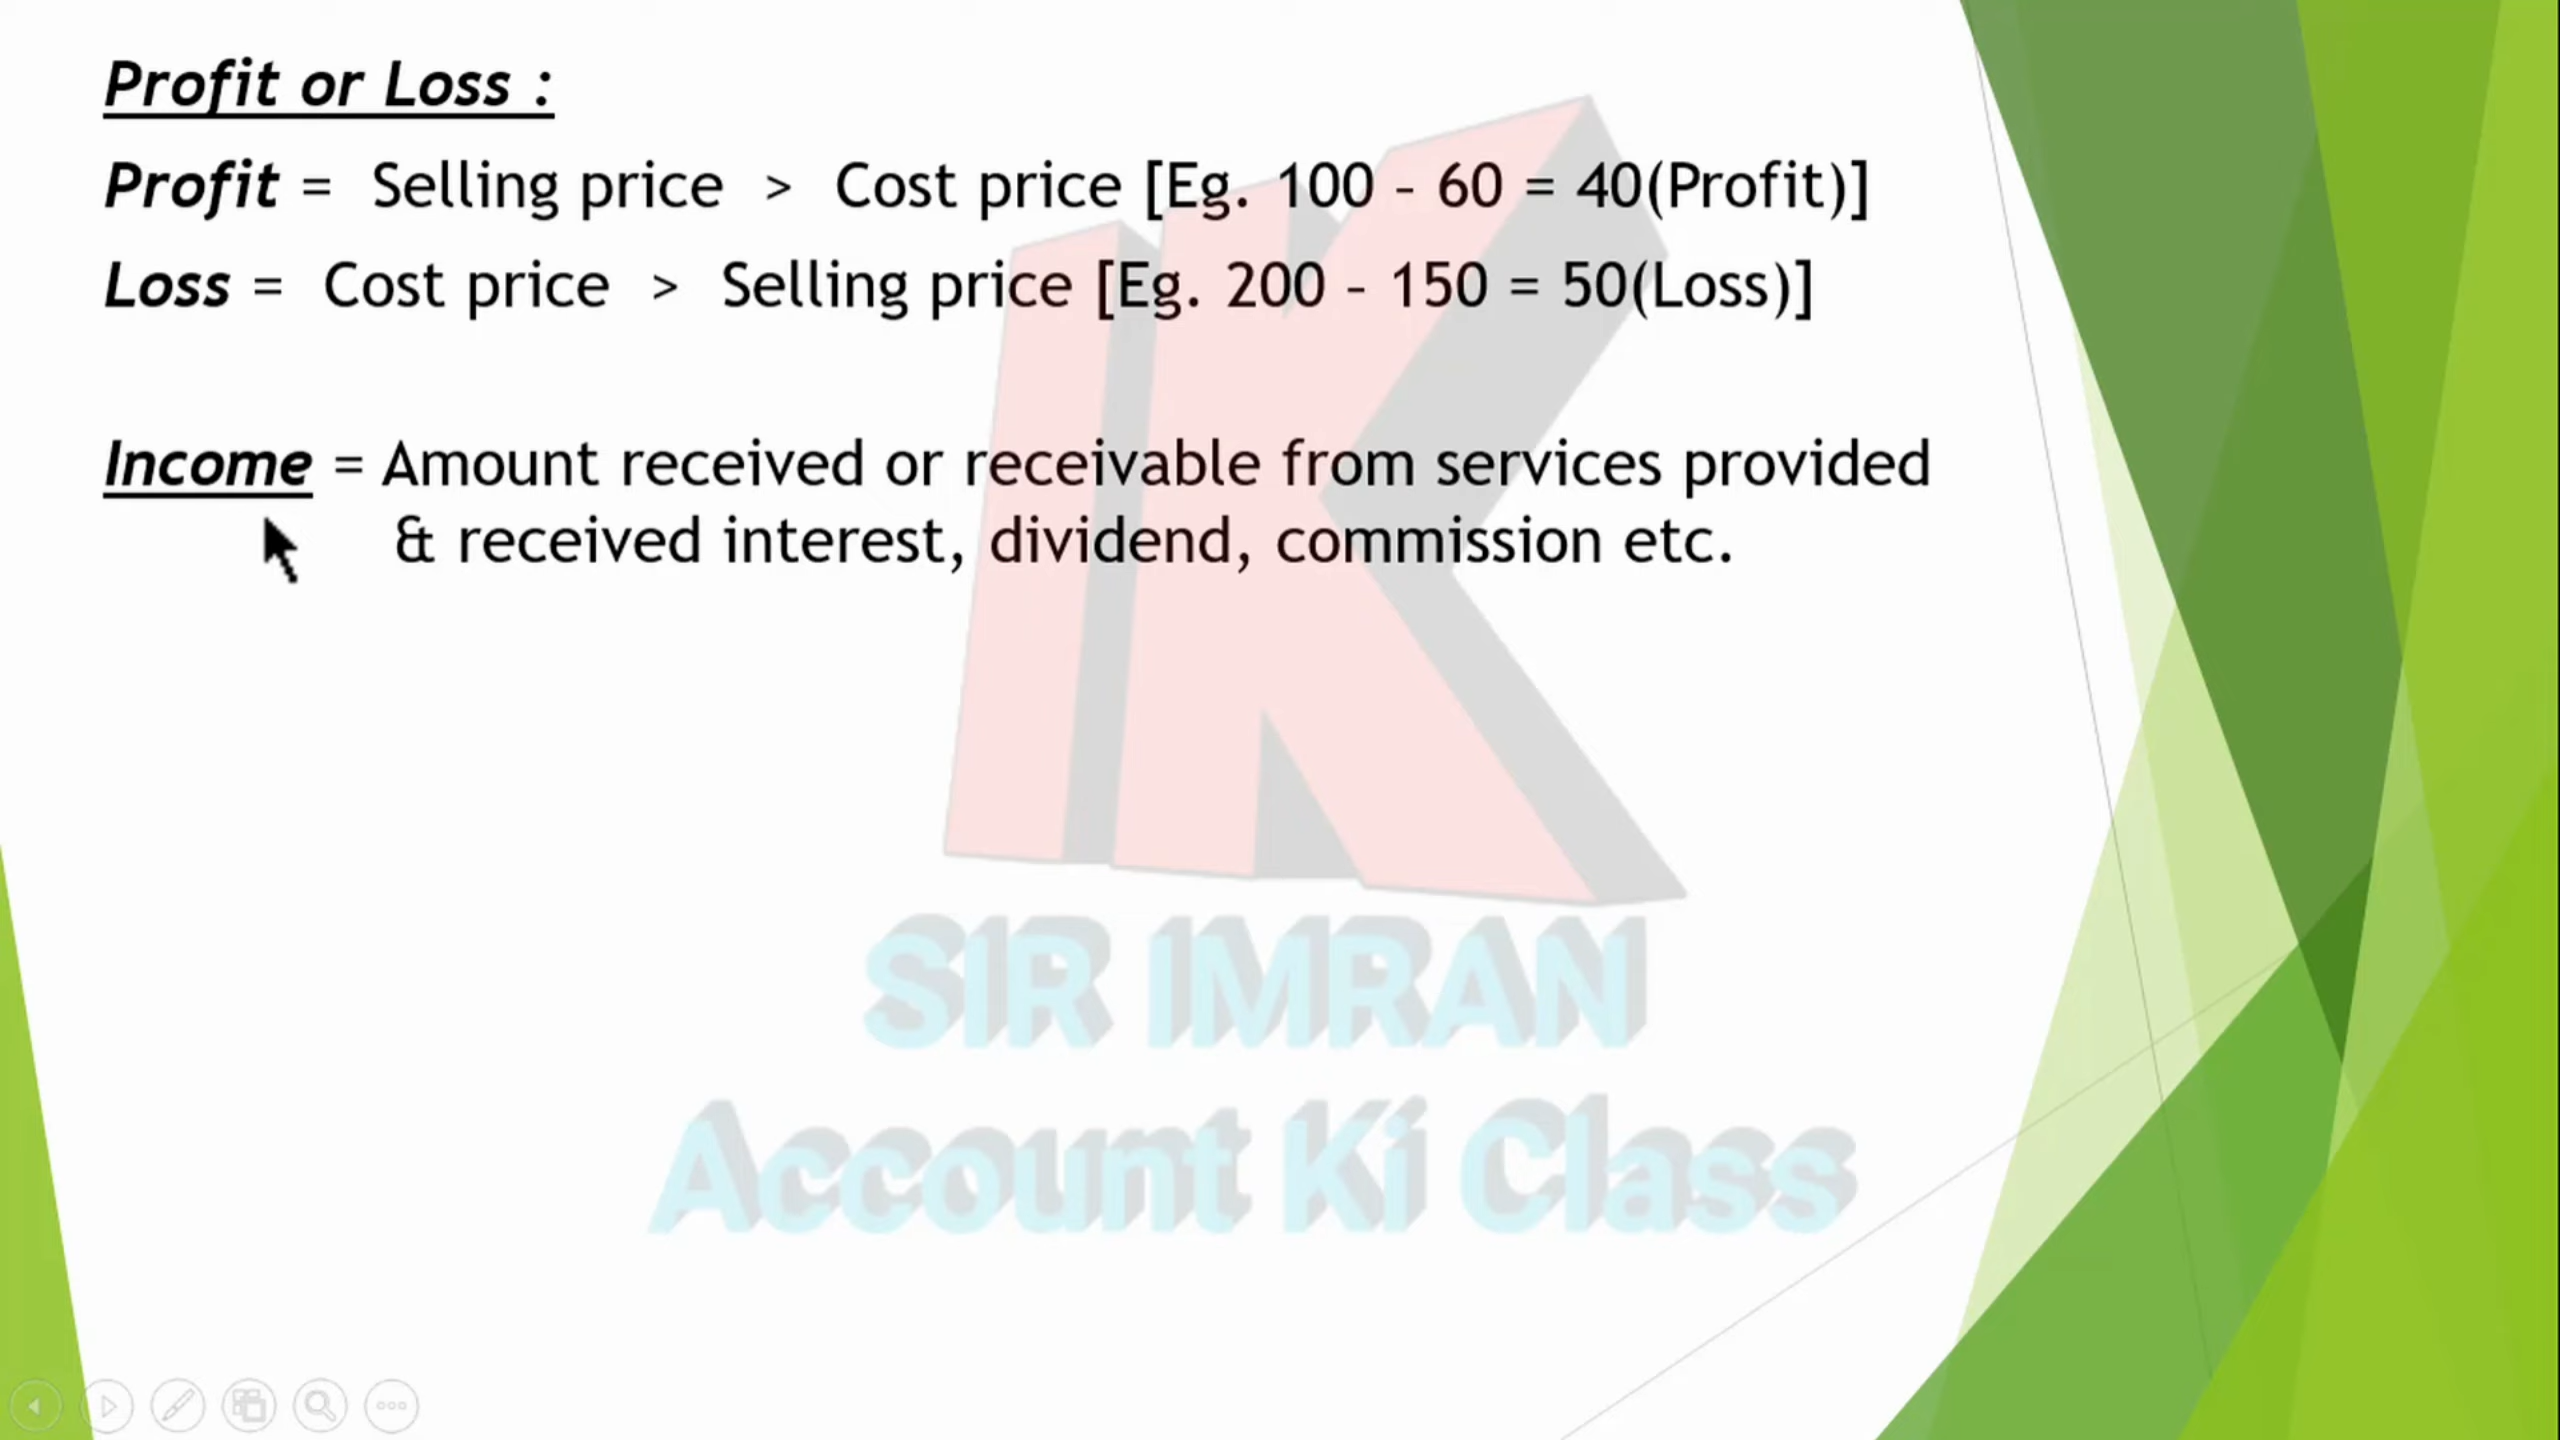 Profit or Loss :
Profit = Selling price > Cost price [Eg. 100 – 60 = 40(Profit)]
Loss = Cost price > Selling price [Eg. 200 – 150 = 50(Loss)]
Income = Amount received or receivable from services provided
& received interest, dividend, commission etc.
IK
SIR IMRAN
Account Ki Class